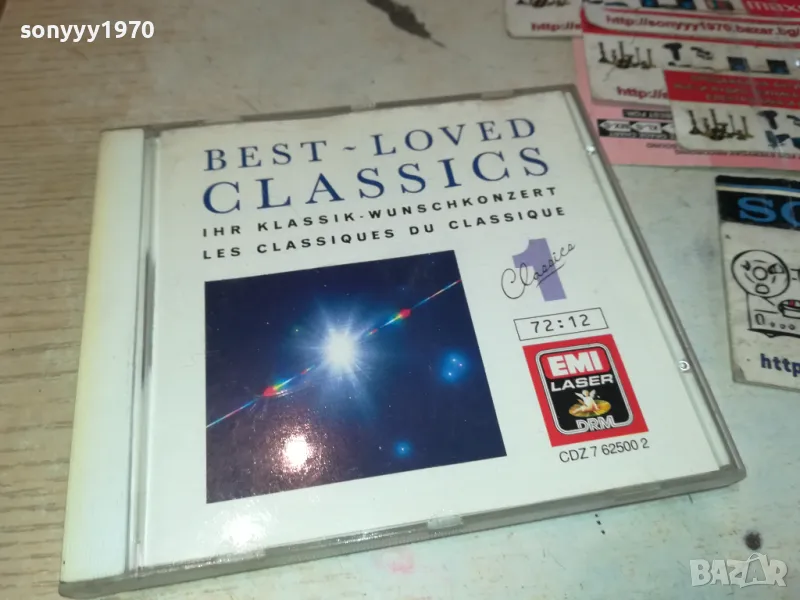 sonyyy1970
BEST ~ LOVED
CLASSICS
IHR KLASSIK-WUNSCHKONZERT
LES CLASSIQUES DU CLASSIQUE
1
Classics
72:12
EMI
LASER
DRM
CDZ 7 62500 2
http://sonyyy1970.bazar.bg/
BAZAR